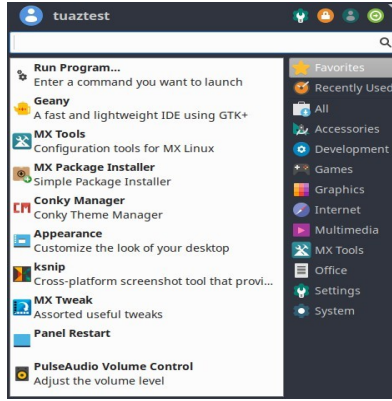 tuaztest
Run Program...
Enter a command you want to launch
Geany
A fast and lightweight IDE using GTK+
MX Tools
Configuration tools for MX Linux
MX Package Installer
Simple Package Installer
Conky Manager
Conky Theme Manager
Appearance
Customize the look of your desktop
ksnip
Cross-platform screenshot tool that provi...
MX Tweak
Assorted useful tweaks
Panel Restart
PulseAudio Volume Control
Adjust the volume level
Favorites
Recently Used
All
Accessories
Development
Games
Graphics
Internet
Multimedia
MX Tools
Office
Settings
System